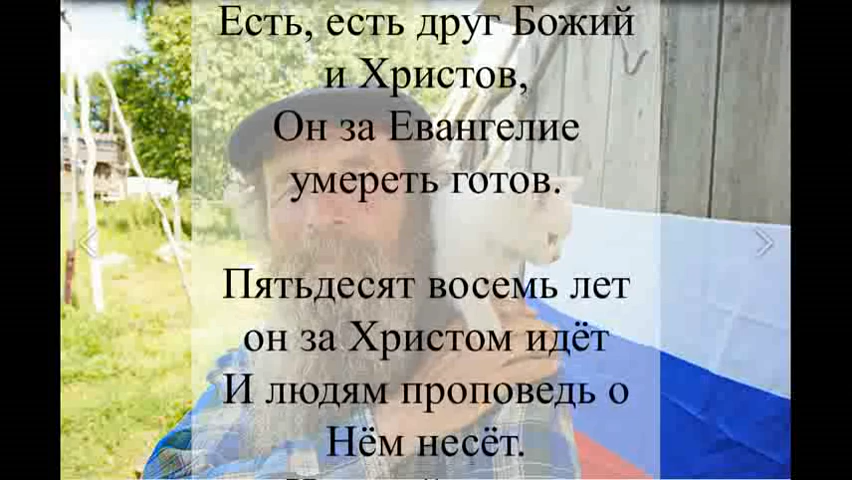 Есть, есть друг Божий
и Христов,
Он за Евангелие
умереть готов.
Пятьдесят восемь лет
он за Христом идёт
И людям проповедь о
Нём несёт.